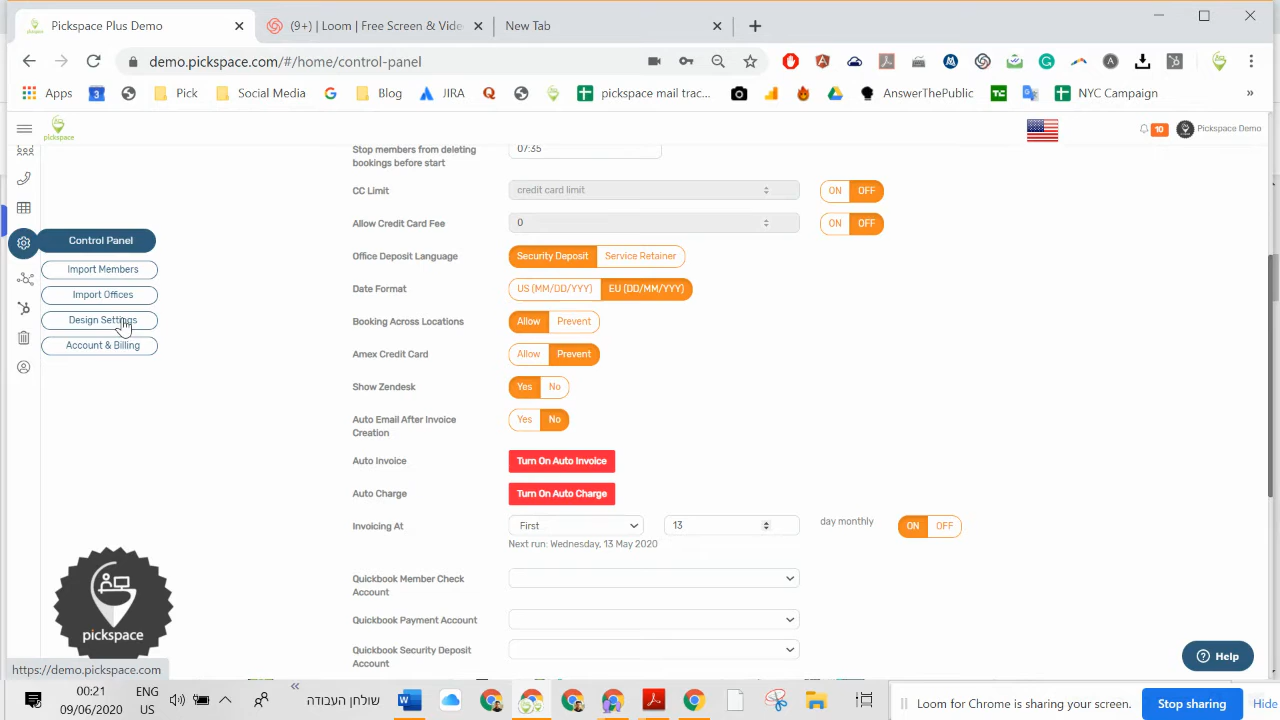 Pickspace Plus Demo
(9+) | Loom | Free Screen & Vide
New Tab
demo.pickspace.com/#/home/control-panel
Apps
Pick
Social Media
Blog
JIRA
pickspace mail trac...
AnswerThePublic
NYC Campaign
»
pickspace
10
Pickspace Demo
Control Panel
Import Members
Import Offices
Design Settings
Account & Billing
Stop members from deleting
bookings before start
07:35
CC Limit
credit card limit
ON OFF
Allow Credit Card Fee
0
ON OFF
Office Deposit Language
Security Deposit Service Retainer
Date Format
US (MM/DD/YYY) EU (DD/MM/YYY)
Booking Across Locations
Allow Prevent
Amex Credit Card
Allow Prevent
Show Zendesk
Yes No
Auto Email After Invoice
Creation
Yes No
Auto Invoice
Turn On Auto Invoice
Auto Charge
Turn On Auto Charge
Invoicing At
First
13
day monthly
ON OFF
Next run: Wednesday, 13 May 2020
Quickbook Member Check
Account
Quickbook Payment Account
Quickbook Security Deposit
Account
pickspace
Help
https://demo.pickspace.com
00:21
09/06/2020
ENG
US
שולחן העבודה
Loom for Chrome is sharing your screen.
Stop sharing
Hide